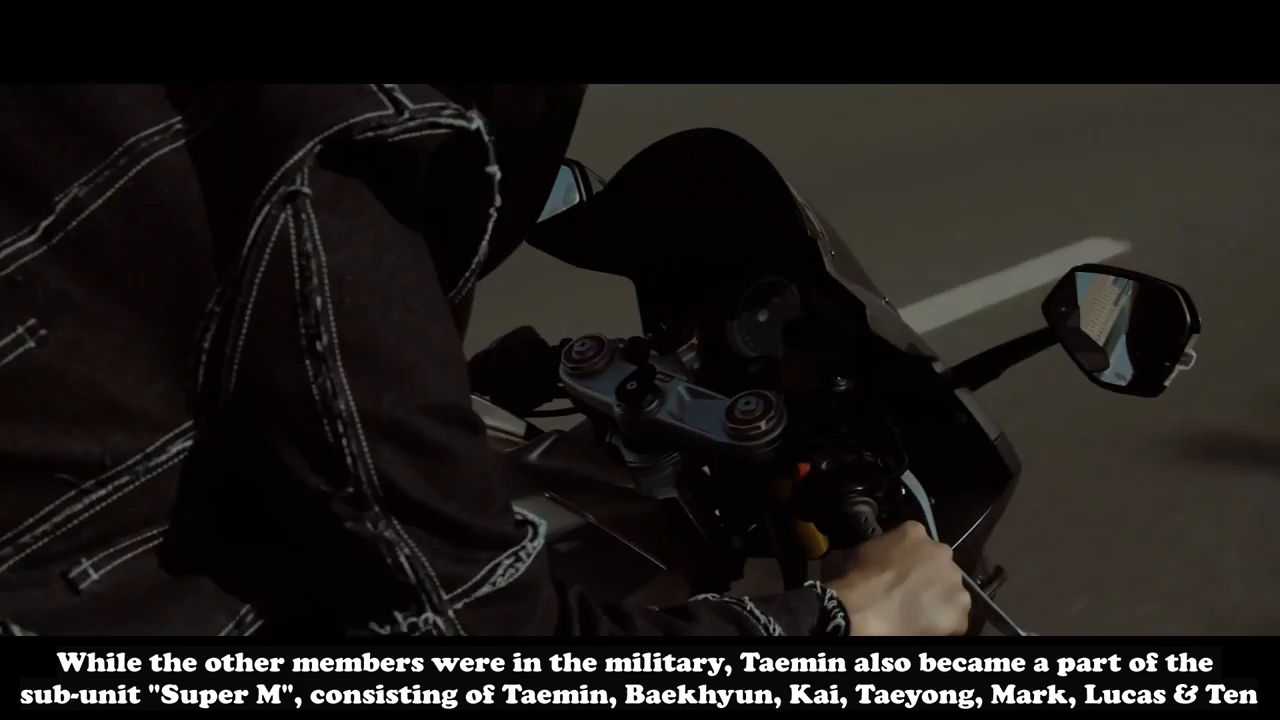 While the other members were in the military, Taemin also became a part of the
sub-unit "Super M", consisting of Taemin, Baekhyun, Kai, Taeyong, Mark, Lucas & Ten